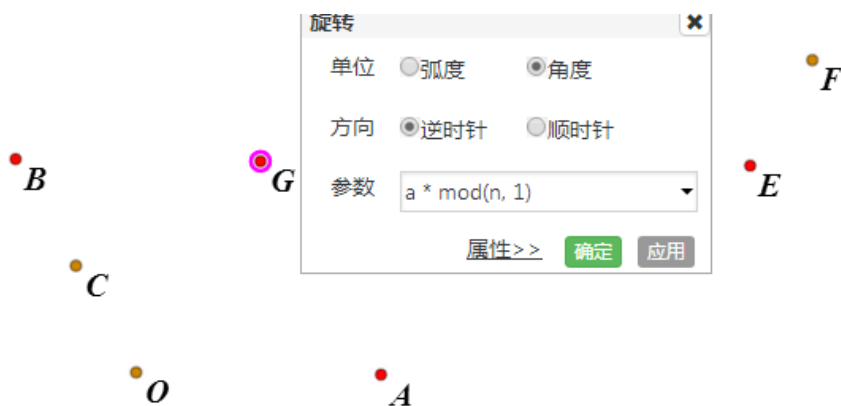 旋转
单位 弧度 角度
F
方向 逆时针 顺时针
B
G
E
参数 a * mod(n, 1)
属性>> 确定 应用
C
O
A